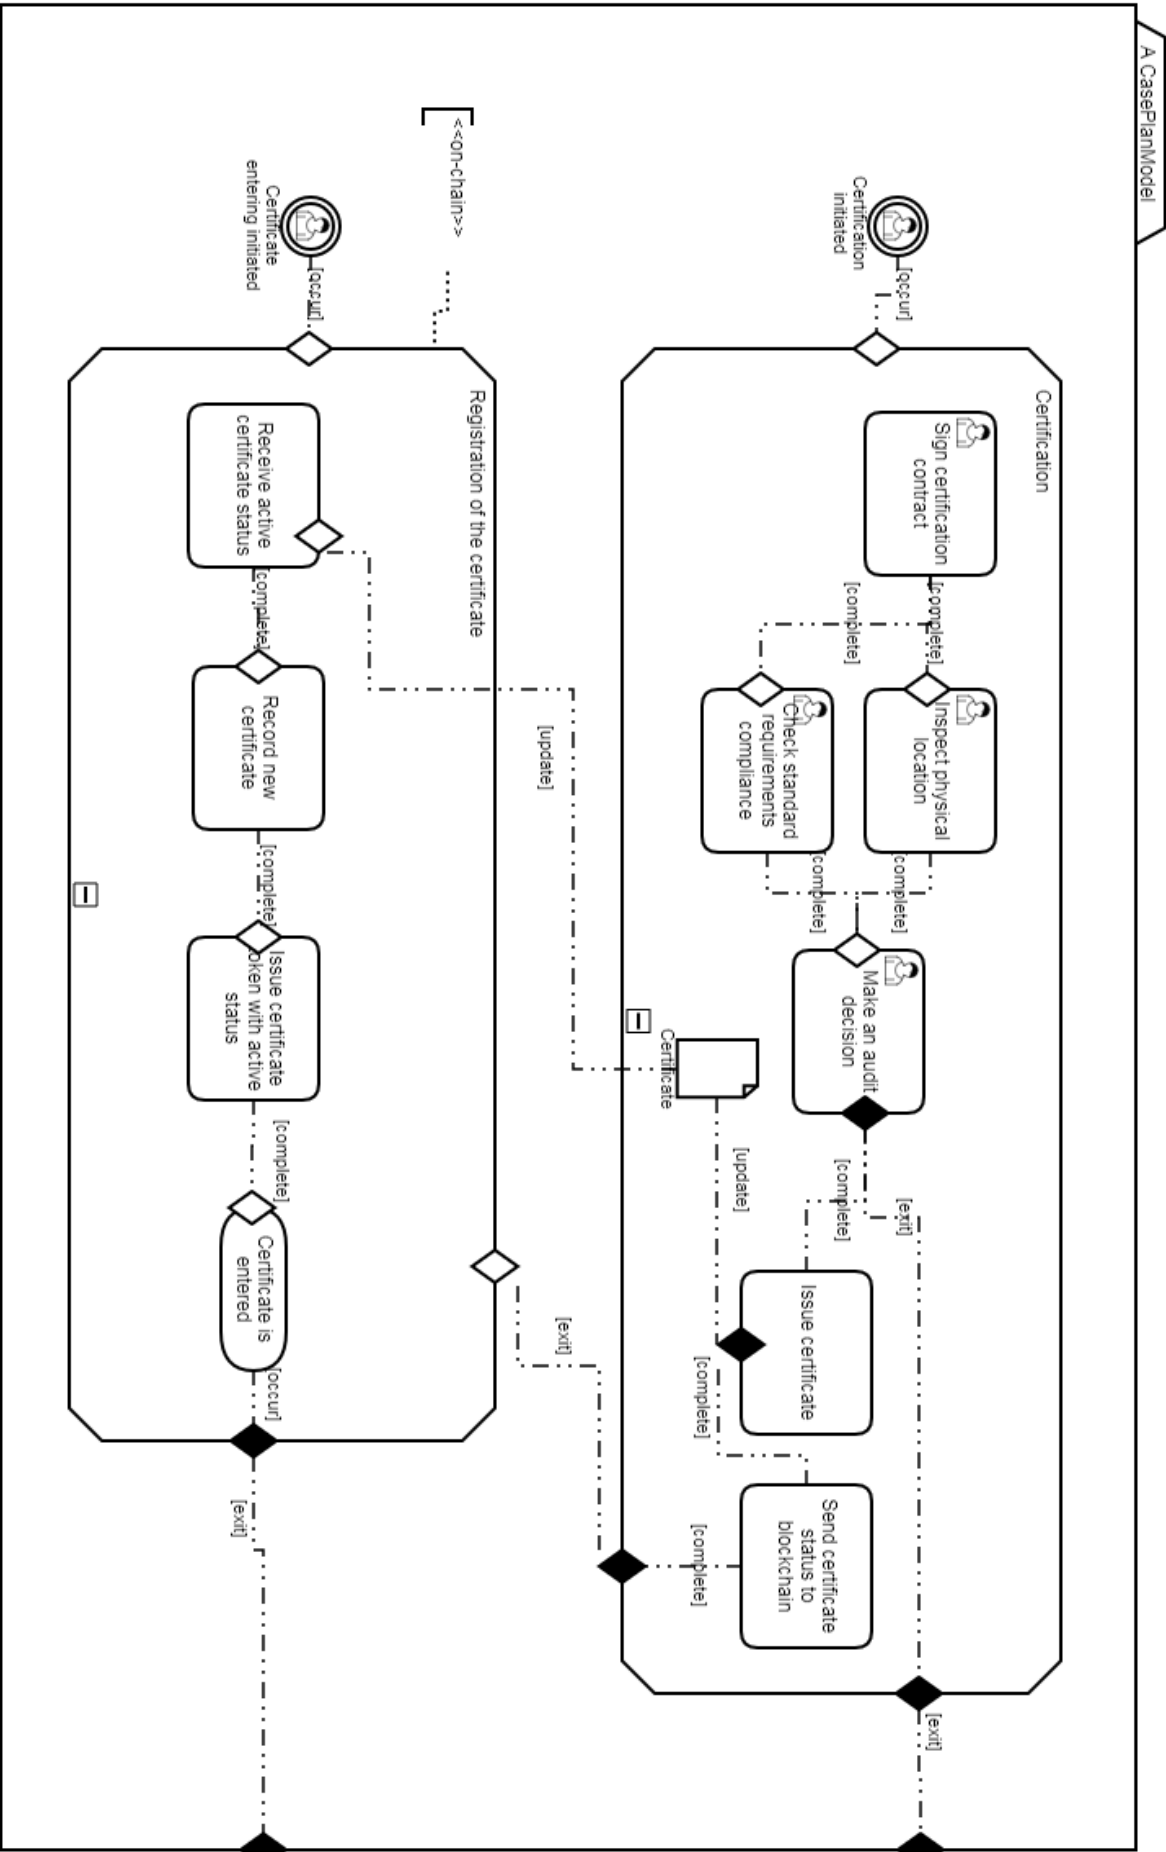 A CasePlanModel
Certification
initiated
[occur]
Certification
Sign certification
contract
[complete]
[complete]
Inspect physical
location
Check standard
requirements
compliance
[complete]
[complete]
Make an audit
decision
[exit]
[complete]
Issue certificate
[update]
Certificate
[complete]
Send certificate
status to
blockchain
[complete]
[exit]
[update]
[exit]
<<on-chain>>
Certificate
entering initiated
[occur]
Registration of the certificate
Receive active
certificate status
[complete]
Record new
certificate
[complete]
Issue certificate
oken with active
status
[complete]
Certificate is
entered
[occur]
[exit]